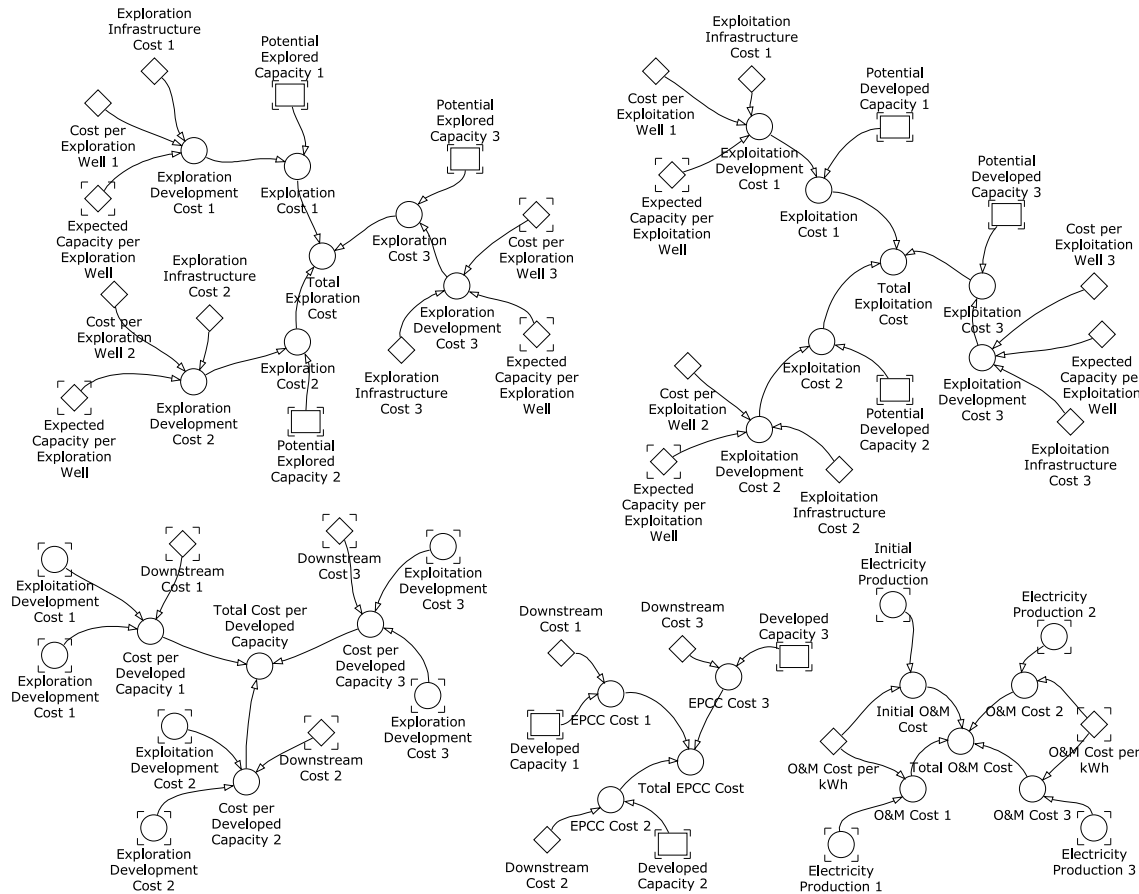 Exploration
Infrastructure
Cost 1
Potential
Explored
Capacity 1
Cost per
Exploration
Well 1
Exploration
Development
Cost 1
Exploration
Cost 1
Potential
Explored
Capacity 3
Expected
Capacity per
Exploration
Well
Exploration
Infrastructure
Cost 2
Exploration
Cost 3
Cost per
Exploration
Well 3
Total
Exploration
Cost
Cost per
Exploration
Well 2
Exploration
Development
Cost 3
Exploration
Cost 2
Expected
Capacity per
Exploration
Well
Exploration
Infrastructure
Cost 3
Exploration
Development
Cost 2
Expected
Capacity per
Exploration
Well
Potential
Explored
Capacity 2
Exploitation
Infrastructure
Cost 1
Cost per
Exploitation
Well 1
Potential
Developed
Capacity 1
Exploitation
Development
Cost 1
Expected
Capacity per
Exploitation
Well
Exploitation
Cost 1
Potential
Developed
Capacity 3
Cost per
Exploitation
Well 3
Total
Exploitation
Cost
Exploitation
Cost 3
Exploitation
Cost 2
Expected
Capacity per
Exploitation
Well
Exploitation
Development
Cost 3
Cost per
Exploitation
Well 2
Potential
Developed
Capacity 2
Exploitation
Development
Cost 2
Exploitation
Infrastructure
Cost 3
Expected
Capacity per
Exploitation
Well
Exploitation
Infrastructure
Cost 2
Exploitation
Development
Cost 1
Downstream
Cost 1
Downstream
Cost 3
Exploitation
Development
Cost 3
Total Cost per
Developed
Capacity
Cost per
Developed
Capacity 1
Cost per
Developed
Capacity 3
Exploration
Development
Cost 1
Exploration
Development
Cost 3
Exploitation
Development
Cost 2
Downstream
Cost 2
Cost per
Developed
Capacity 2
Exploration
Development
Cost 2
Downstream
Cost 1
Downstream
Cost 3
Developed
Capacity 3
EPCC Cost 1
EPCC Cost 3
Developed
Capacity 1
Total EPCC Cost
EPCC Cost 2
Downstream
Cost 2
Developed
Capacity 2
Initial
Electricity
Production
Electricity
Production 2
Initial O&M
Cost
O&M Cost 2
O&M Cost per
kWh
Total O&M Cost
O&M Cost per
kWh
O&M Cost 1
O&M Cost 3
Electricity
Production 1
Electricity
Production 3